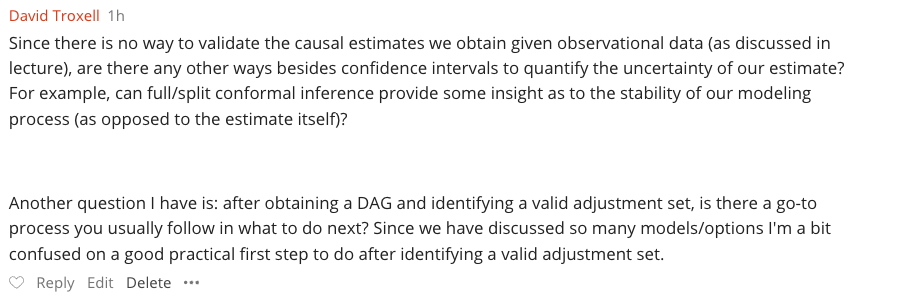 David Troxell 1h
Since there is no way to validate the causal estimates we obtain given observational data (as discussed in
lecture), are there any other ways besides confidence intervals to quantify the uncertainty of our estimate?
For example, can full/split conformal inference provide some insight as to the stability of our modeling
process (as opposed to the estimate itself)?
Another question I have is: after obtaining a DAG and identifying a valid adjustment set, is there a go-to
process you usually follow in what to do next? Since we have discussed so many models/options I'm a bit
confused on a good practical first step to do after identifying a valid adjustment set.
Reply Edit Delete •••